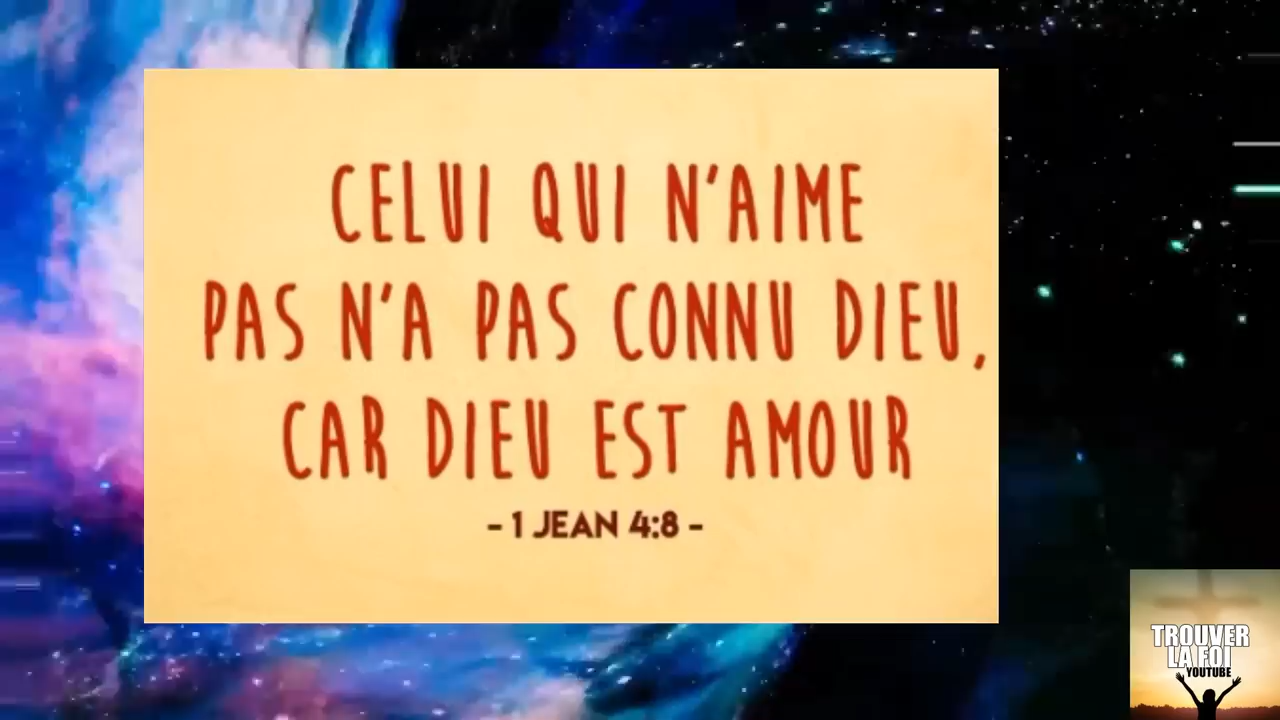 CELUI QUI N'AIME
PAS N'A PAS CONNU DIEU,
CAR DIEU EST AMOUR
- 1 JEAN 4:8 -
TROUVER
LA FOI
YOUTUBE